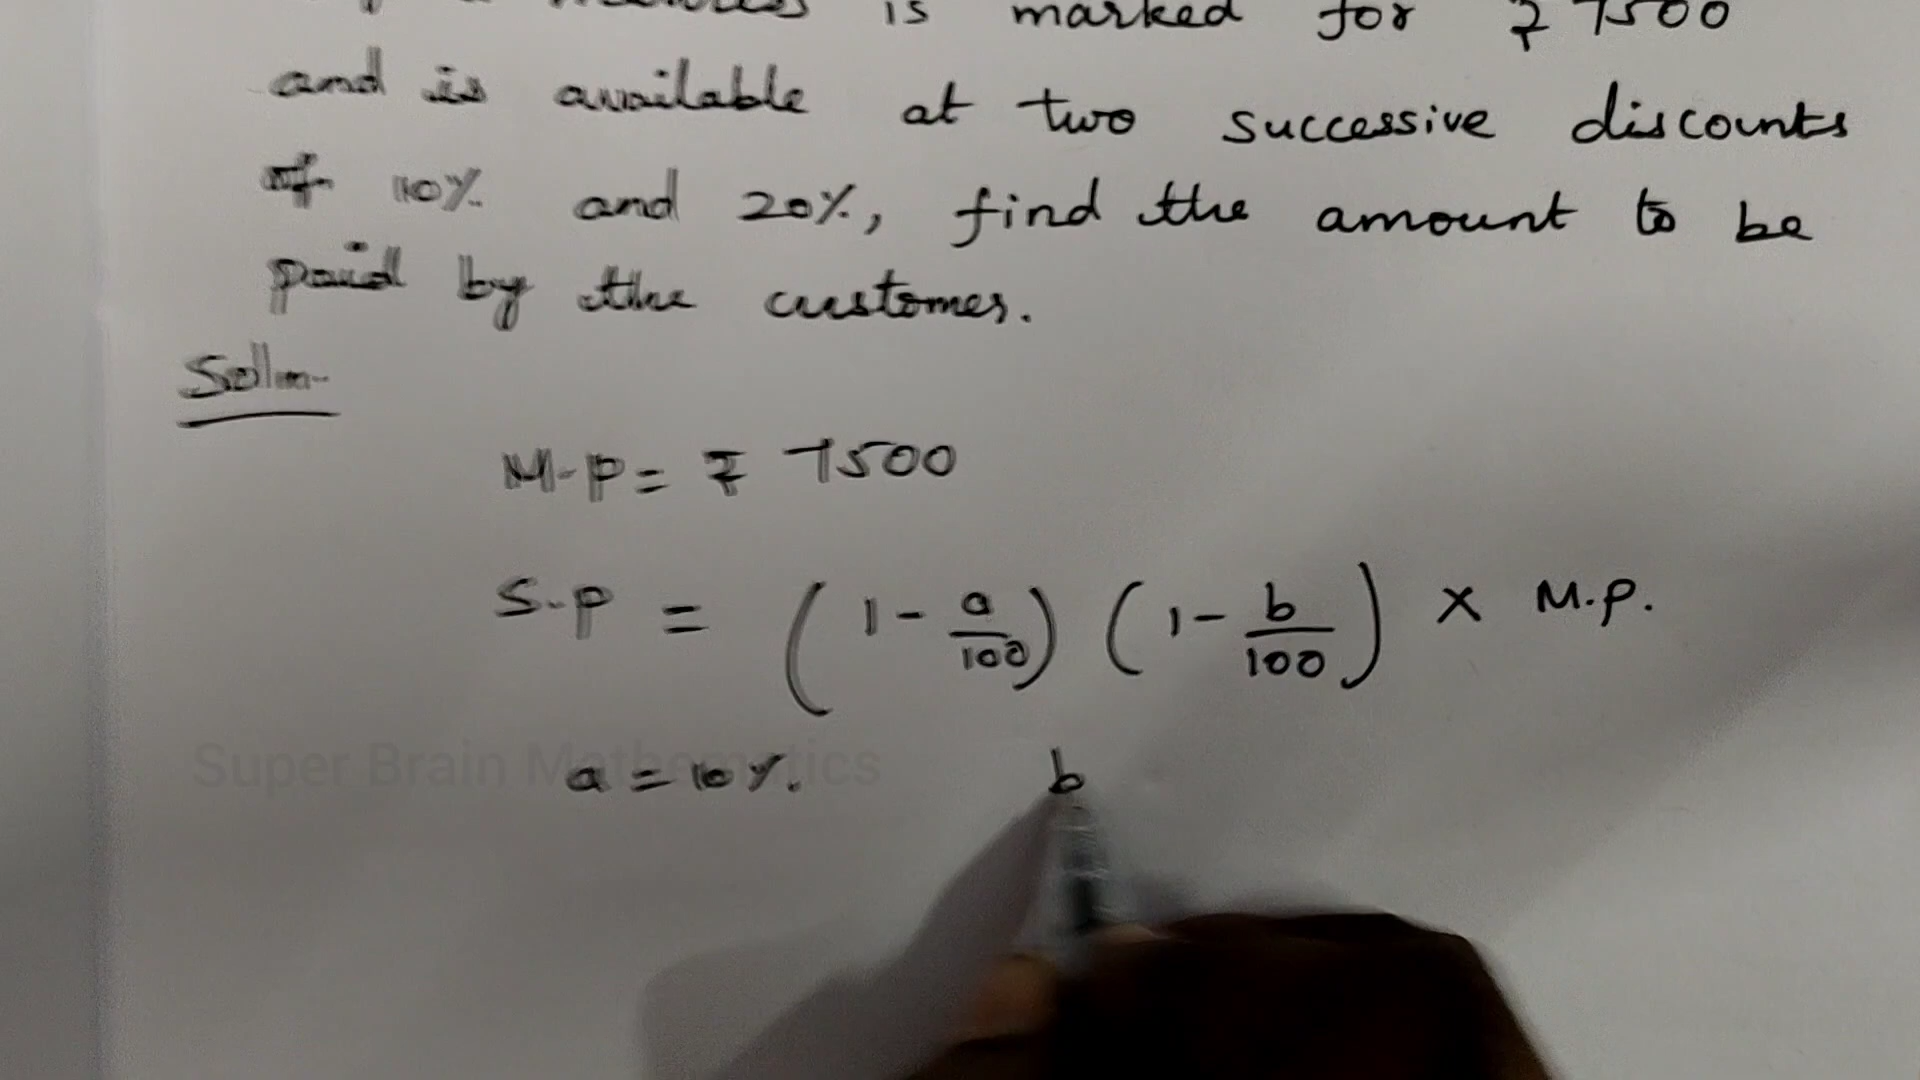 is marked for ₹ 7500
and is available at two successive discounts
of 10% and 20%, find the amount to be
paid by the customer.
Soln-
M.P = ₹ 7500
S.P = (1 - a/100) (1 - b/100) × M.P.
a = 10%. b
Super Brain Mathematics